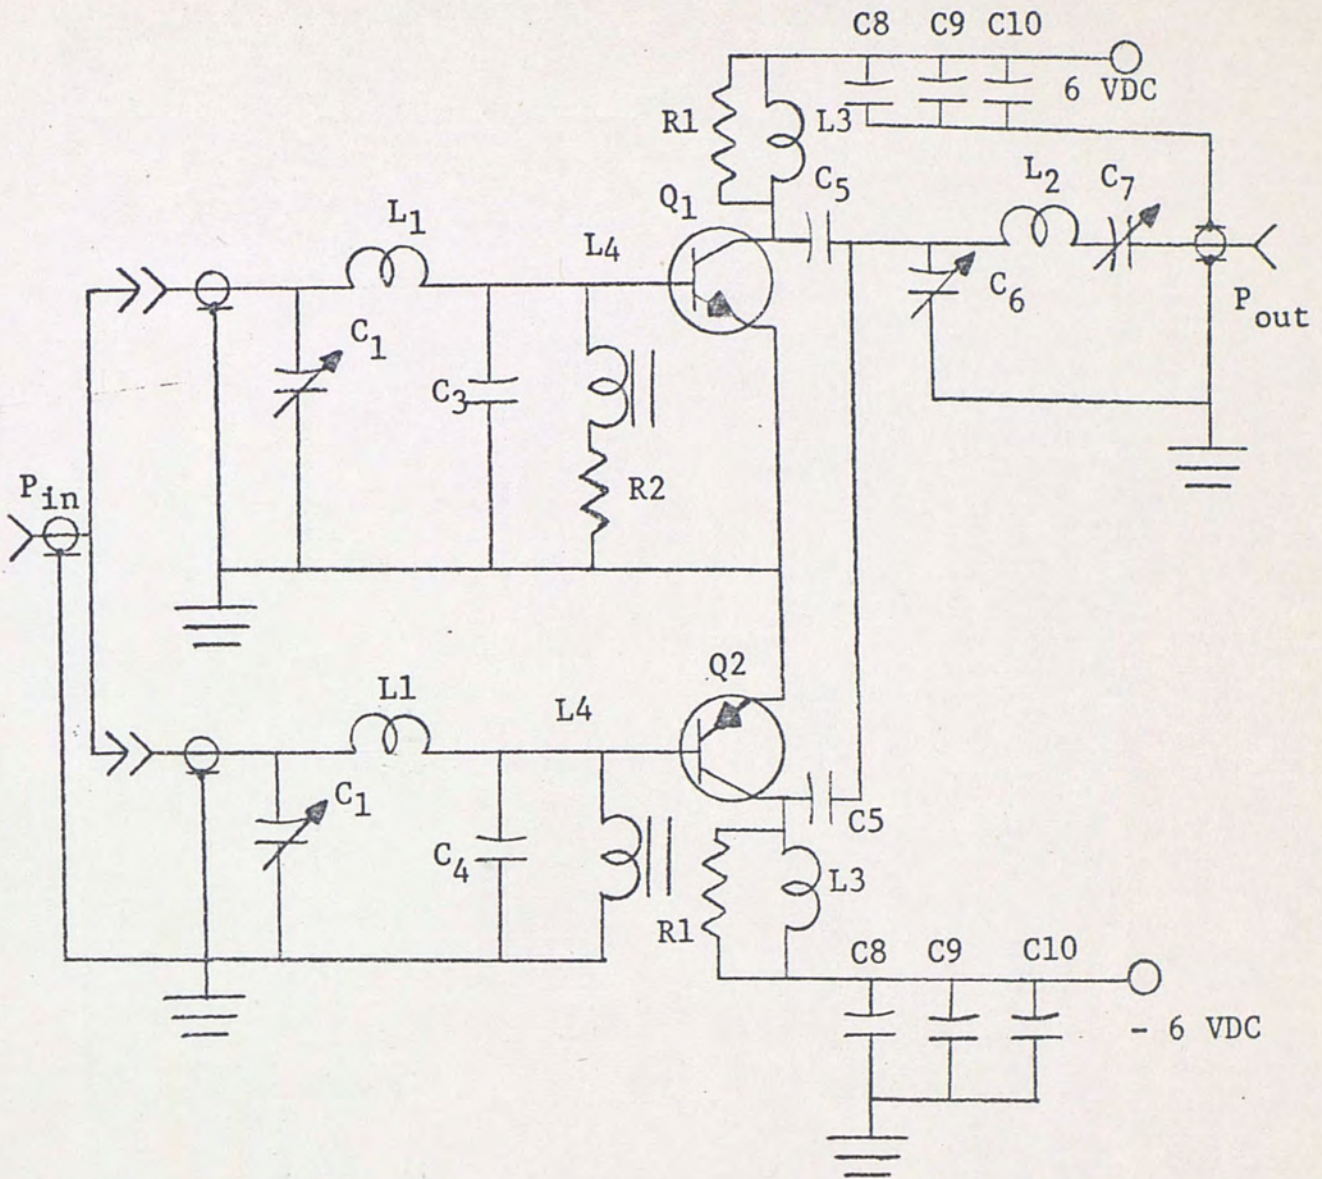 C8 C9 C10
6 VDC
R1 L3
C5
L2 C7
Q1
L1
L4
C6
Pout
C1
C3
R2
Pin
Q2
L1
L4
C1
C5
C4
L3
R1
C8 C9 C10
- 6 VDC